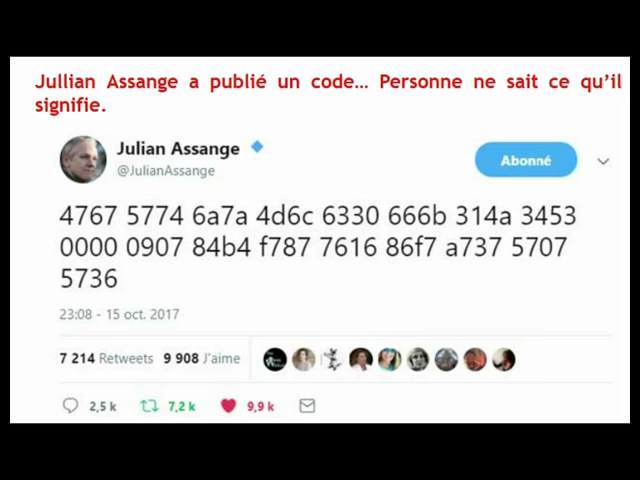 Jullian Assange a publié un code… Personne ne sait ce qu’il
signifie.
Julian Assange
@JulianAssange
Abonné
4767 5774 6a7a 4d6c 6330 666b 314a 3453
0000 0907 84b4 f787 7616 86f7 a737 5707
5736
23:08 - 15 oct. 2017
7 214 Retweets 9 908 J'aime
2,5 k 7,2 k 9,9 k